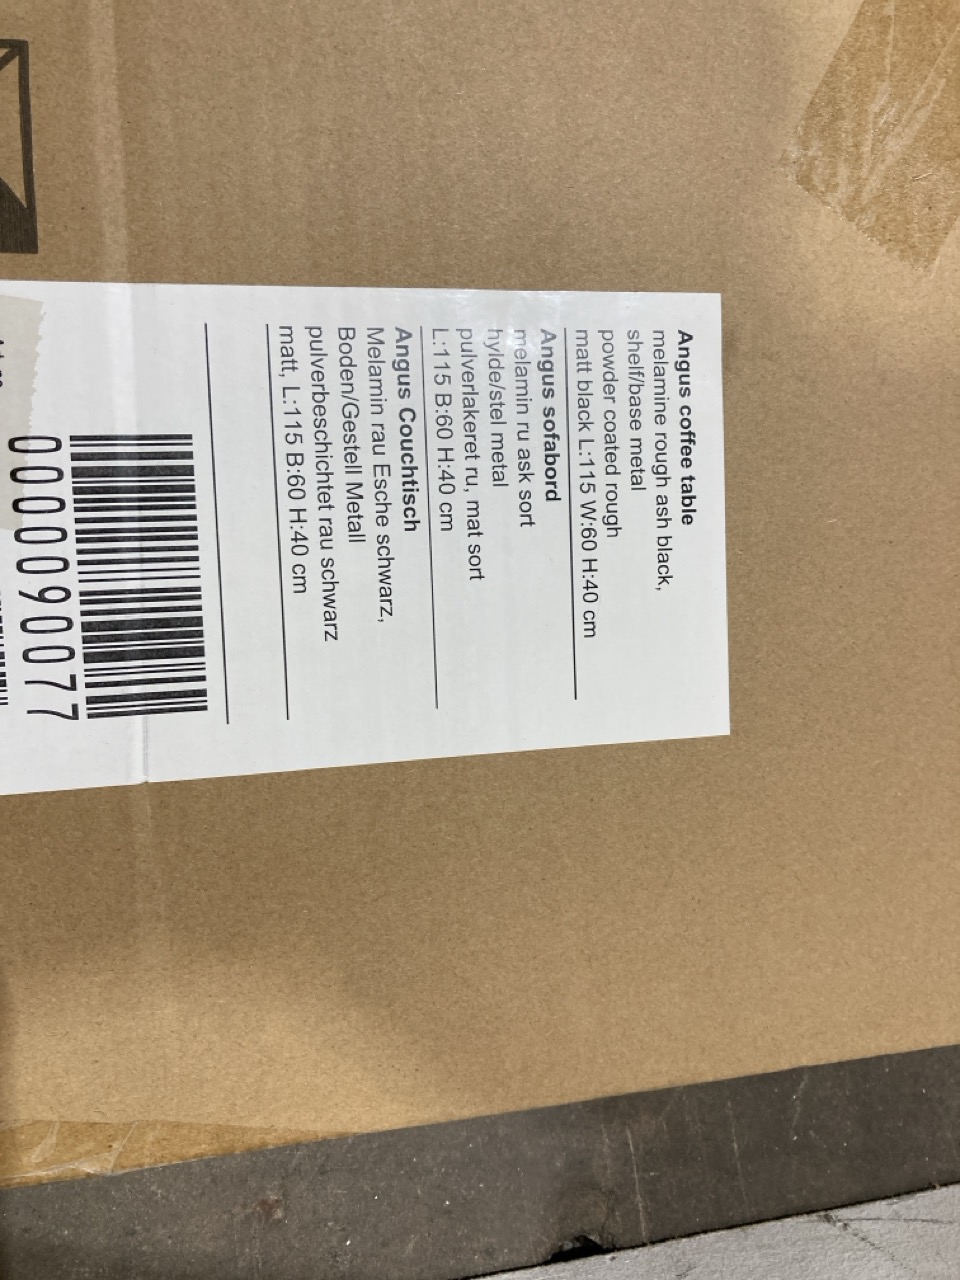 Angus coffee table
melamine rough ash black,
shelf/base metal
powder coated rough
matt black L:115 W:60 H:40 cm
Angus sofabord
melamin ru ask sort
hylde/stel metal
pulverlakeret ru, mat sort
L:115 B:60 H:40 cm
Angus Couchtisch
Melamin rau Esche schwarz,
Boden/Gestell Metall
pulverbeschichtet rau schwarz
matt, L:115 B:60 H:40 cm
0000090077